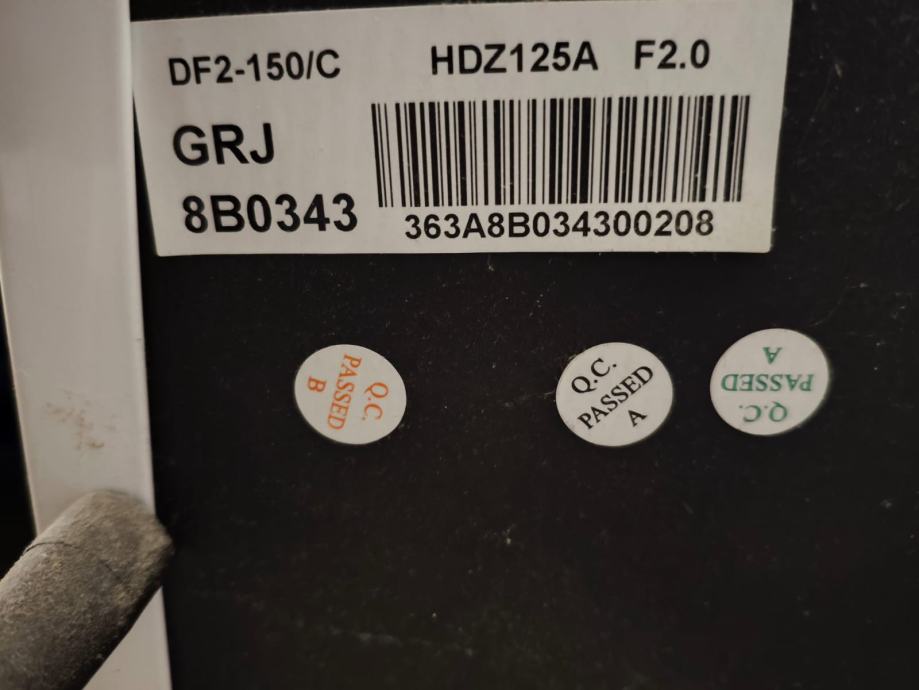 DF2-150/C
HDZ125A F2.0
GRJ
8B0343
363A8B034300208
Q.C.
PASSED
B
Q.C.
PASSED
A
Q.C.
PASSED
A